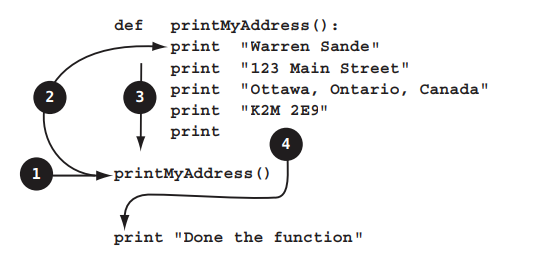 def printMyAddress():
print "Warren Sande"
print "123 Main Street"
print "Ottawa, Ontario, Canada"
print "K2M 2E9"
print
2
3
4
1
printMyAddress()
print "Done the function"